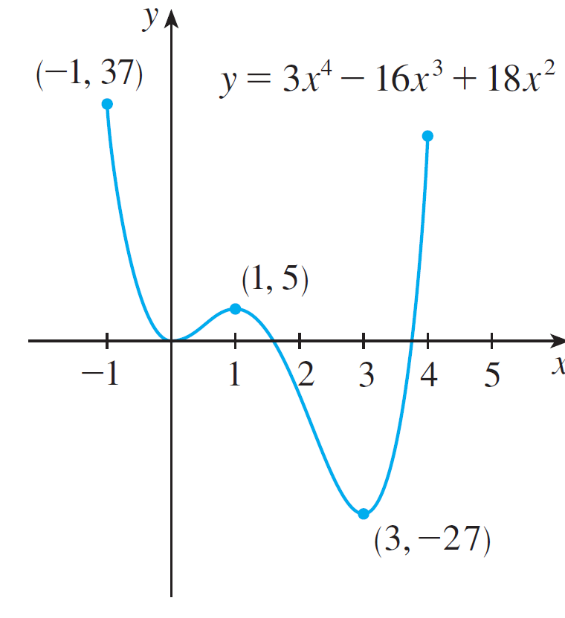 y
(−1, 37) y = 3x⁴ − 16x³ + 18x²
(1, 5)
−1 1 2 3 4 5 x
(3, −27)